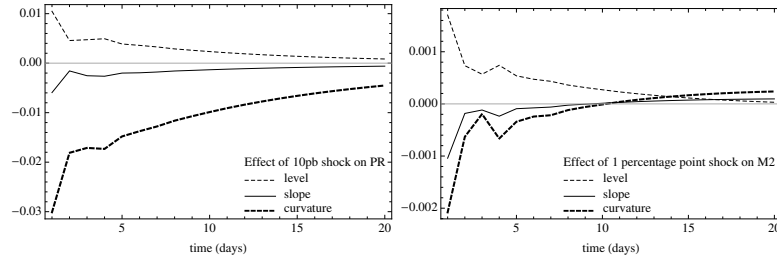 0.01
0.00
−0.01
−0.02
−0.03
Effect of 10pb shock on PR
level
slope
curvature
5
10
15
20
time (days)
0.001
0.000
−0.001
−0.002
Effect of 1 percentage point shock on M2
level
slope
curvature
5
10
15
20
time (days)